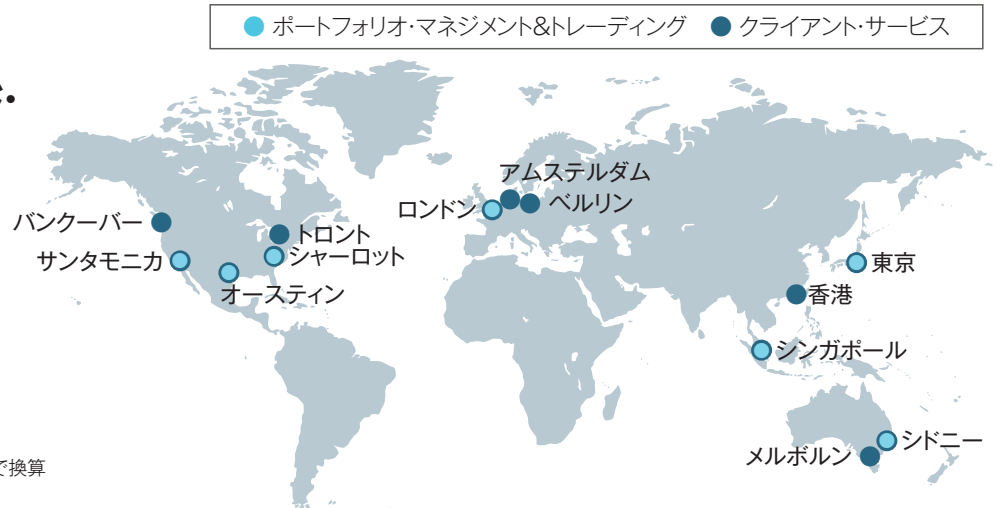 ポートフォリオ・マネジメント&トレーディング クライアント・サービス
アムステルダム
ロンドン
ベルリン
バンクーバー
トロント
サンタモニカ
シャーロット
オースティン
東京
香港
シンガポール
シドニー
メルボルン
で換算